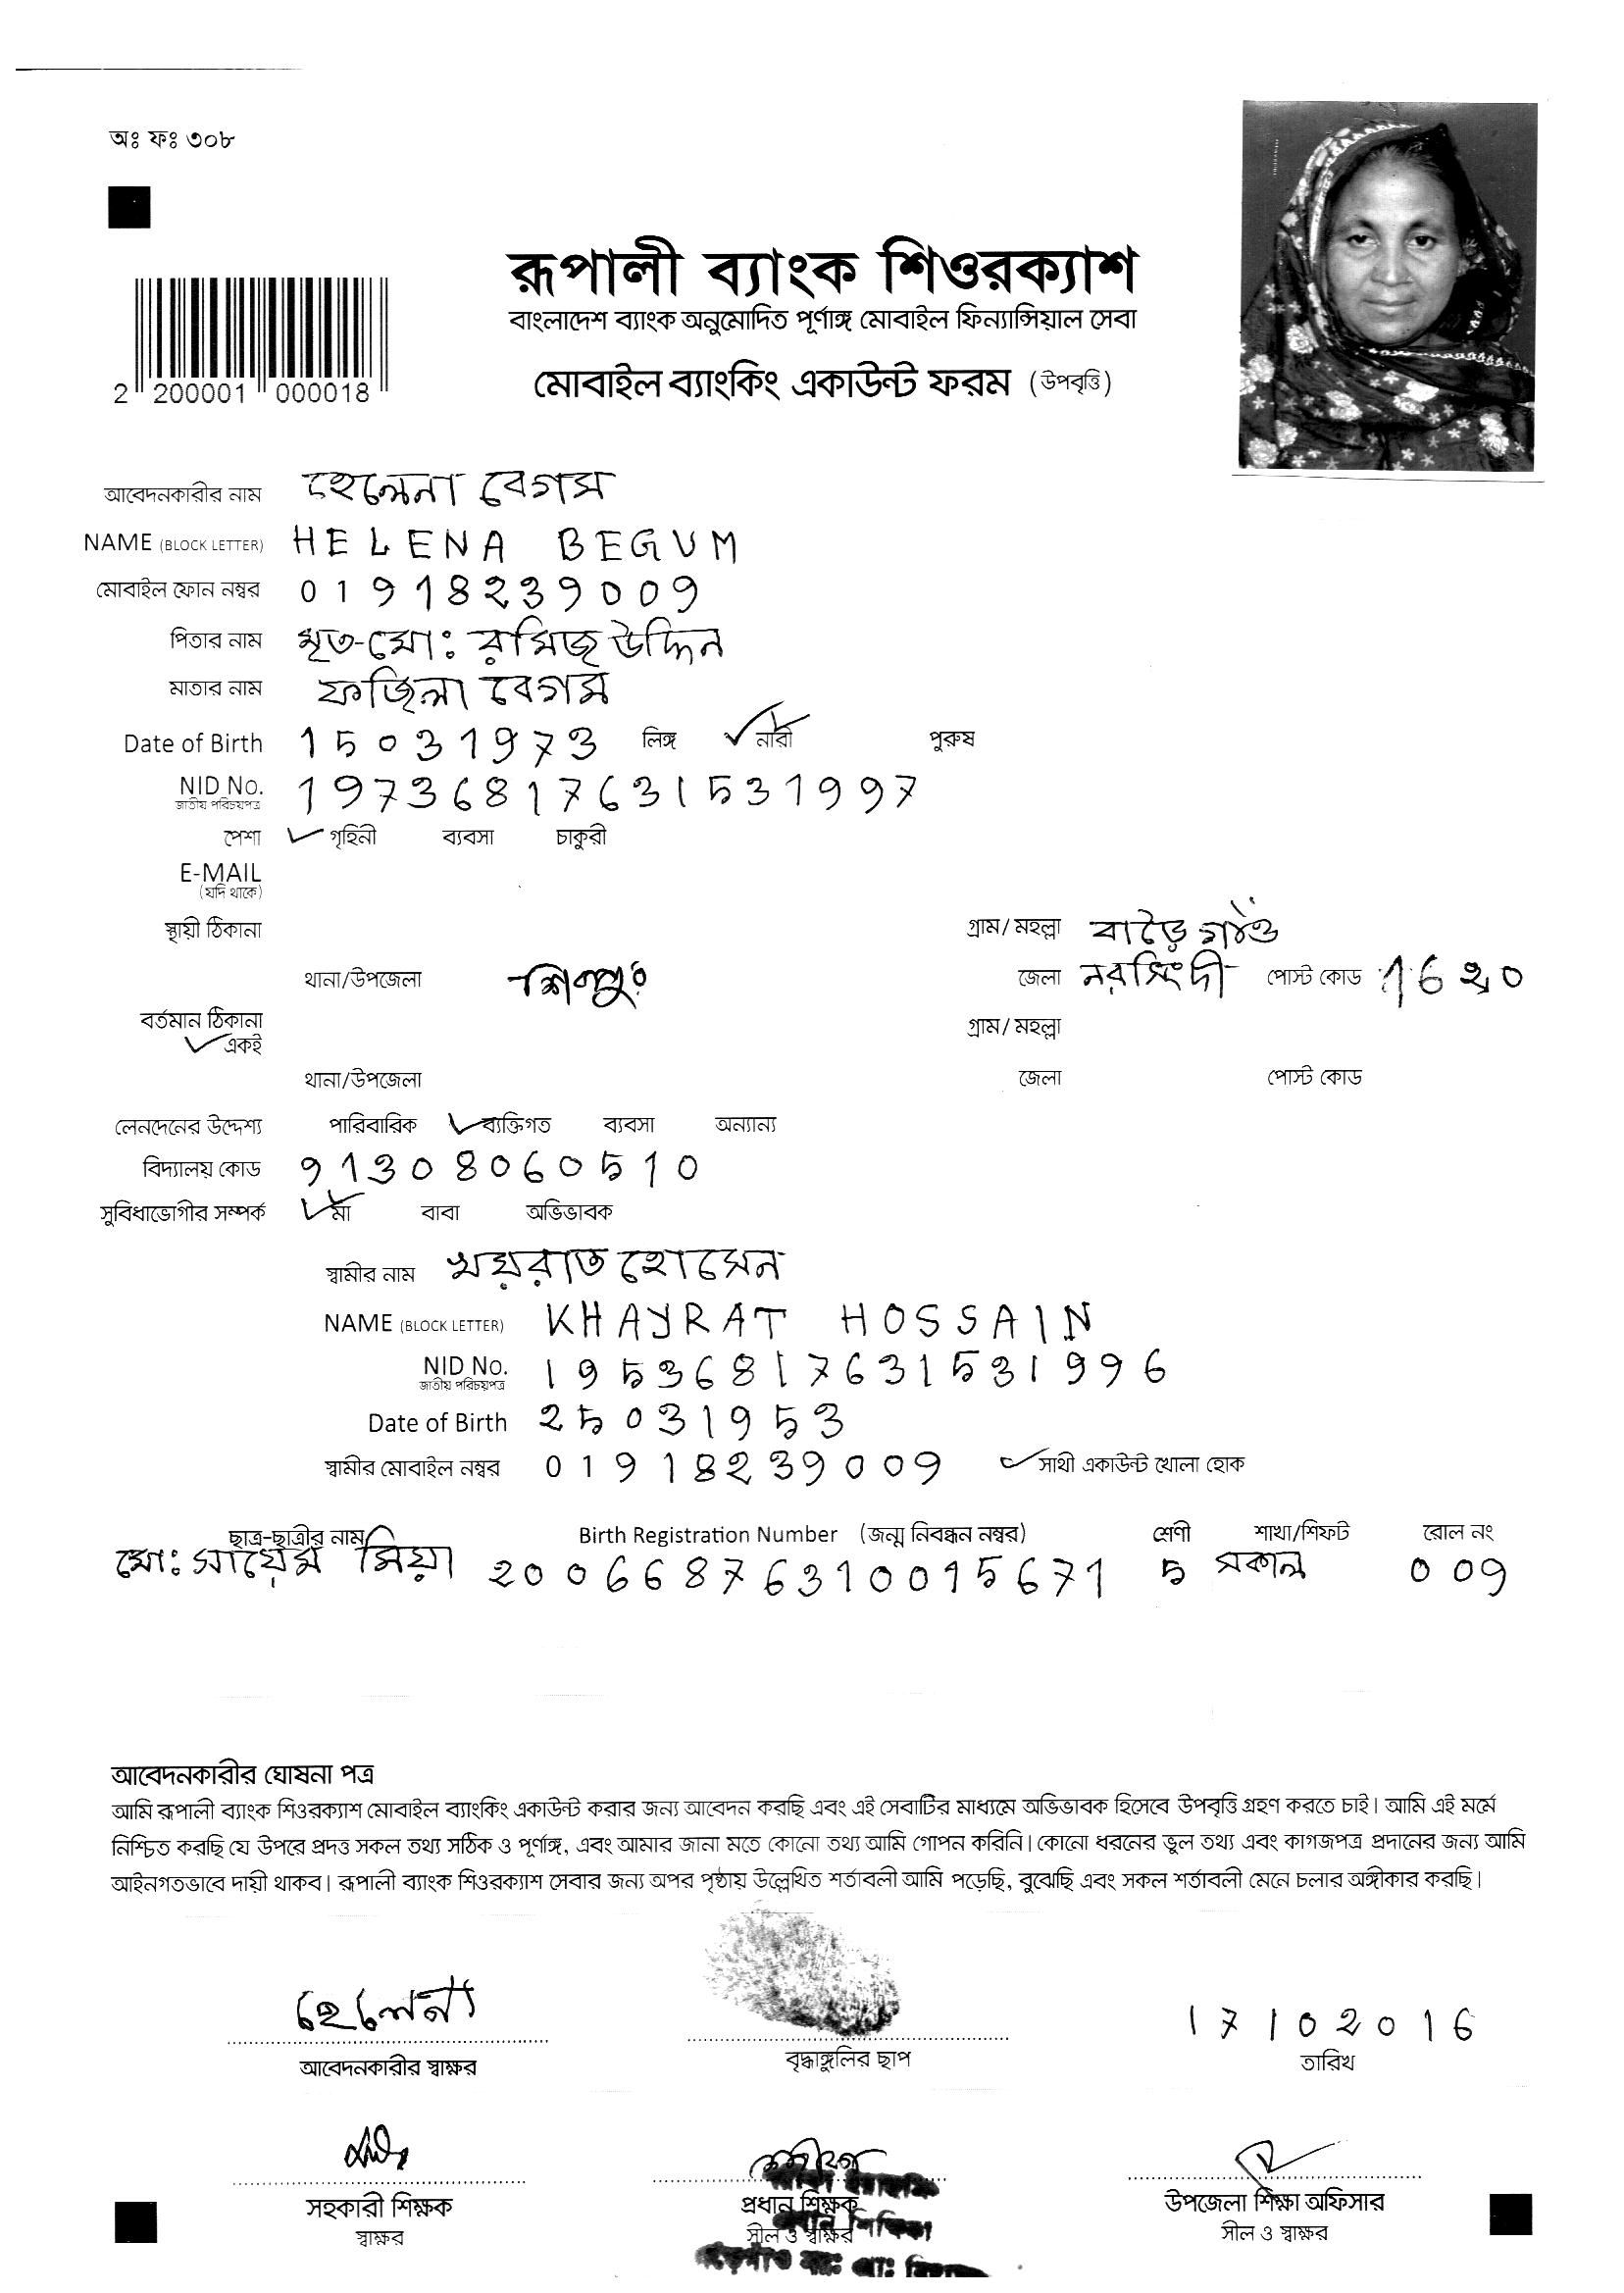 অঃ ফঃ ৩০৮
রূপালী ব্যাংক শিওরক্যাশ
বাংলাদেশ ব্যাংক অনুমোদিত পূর্ণাঙ্গ মোবাইল ফিন্যান্সিয়াল সেবা
2 200001 000018
মোবাইল ব্যাংকিং একাউন্ট ফরম (উপবৃত্তি)
আবেদনকারীর নাম হেলেনা বেগম
NAME (BLOCK LETTER) HELENA BEGUM
মোবাইল ফোন নম্বর 01918239009
পিতার নাম মৃত-মো: রমিজ উদ্দিন
মাতার নাম ফজিলা বেগম
Date of Birth 15031973 লিঙ্গ নারী পুরুষ
NID No. 19736817631531997
জাতীয় পরিচয়পত্র
পেশা গৃহিনী ব্যবসা চাকুরী
E-MAIL
(যদি থাকে)
স্থায়ী ঠিকানা গ্রাম/মহল্লা বাড়ৈগাঁও
থানা/উপজেলা শিবপুর জেলা নরসিংদী পোস্ট কোড 1620
বর্তমান ঠিকানা গ্রাম/মহল্লা
একই
থানা/উপজেলা জেলা পোস্ট কোড
লেনদেনের উদ্দেশ্য পারিবারিক ব্যক্তিগত ব্যবসা অন্যান্য
বিদ্যালয় কোড 91308060510
সুবিধাভোগীর সম্পর্ক মা বাবা অভিভাবক
স্বামীর নাম খয়রাত হোসেন
NAME (BLOCK LETTER) KHAYRAT HOSSAIN
NID No. 19536817631531996
জাতীয় পরিচয়পত্র
Date of Birth 25031953
স্বামীর মোবাইল নম্বর 01918239009 সাথী একাউন্ট খোলা হোক
ছাত্র-ছাত্রীর নাম Birth Registration Number (জন্ম নিবন্ধন নম্বর) শ্রেণী শাখা/শিফট রোল নং
মো: সায়েম মিয়া 20066876310015671 5 সকাল 009
আবেদনকারীর ঘোষনা পত্র
আমি রূপালী ব্যাংক শিওরক্যাশ মোবাইল ব্যাংকিং একাউন্ট করার জন্য আবেদন করছি এবং এই সেবাটির মাধ্যমে অভিভাবক হিসেবে উপবৃত্তি গ্রহণ করতে চাই। আমি এই মর্মে
নিশ্চিত করছি যে উপরে প্রদত্ত সকল তথ্য সঠিক ও পূর্ণাঙ্গ, এবং আমার জানা মতে কোনো তথ্য আমি গোপন করিনি। কোনো ধরনের ভুল তথ্য এবং কাগজপত্র প্রদানের জন্য আমি
আইনগতভাবে দায়ী থাকব। রূপালী ব্যাংক শিওরক্যাশ সেবার জন্য অপর পৃষ্ঠায় উল্লেখিত শর্তাবলী আমি পড়েছি, বুঝেছি এবং সকল শর্তাবলী মেনে চলার অঙ্গীকার করছি।
হেলেনা 17102016
আবেদনকারীর স্বাক্ষর বৃদ্ধাঙ্গুলির ছাপ তারিখ
সহকারী শিক্ষক প্রধান শিক্ষক উপজেলা শিক্ষা অফিসার
স্বাক্ষর সীল ও স্বাক্ষর সীল ও স্বাক্ষর